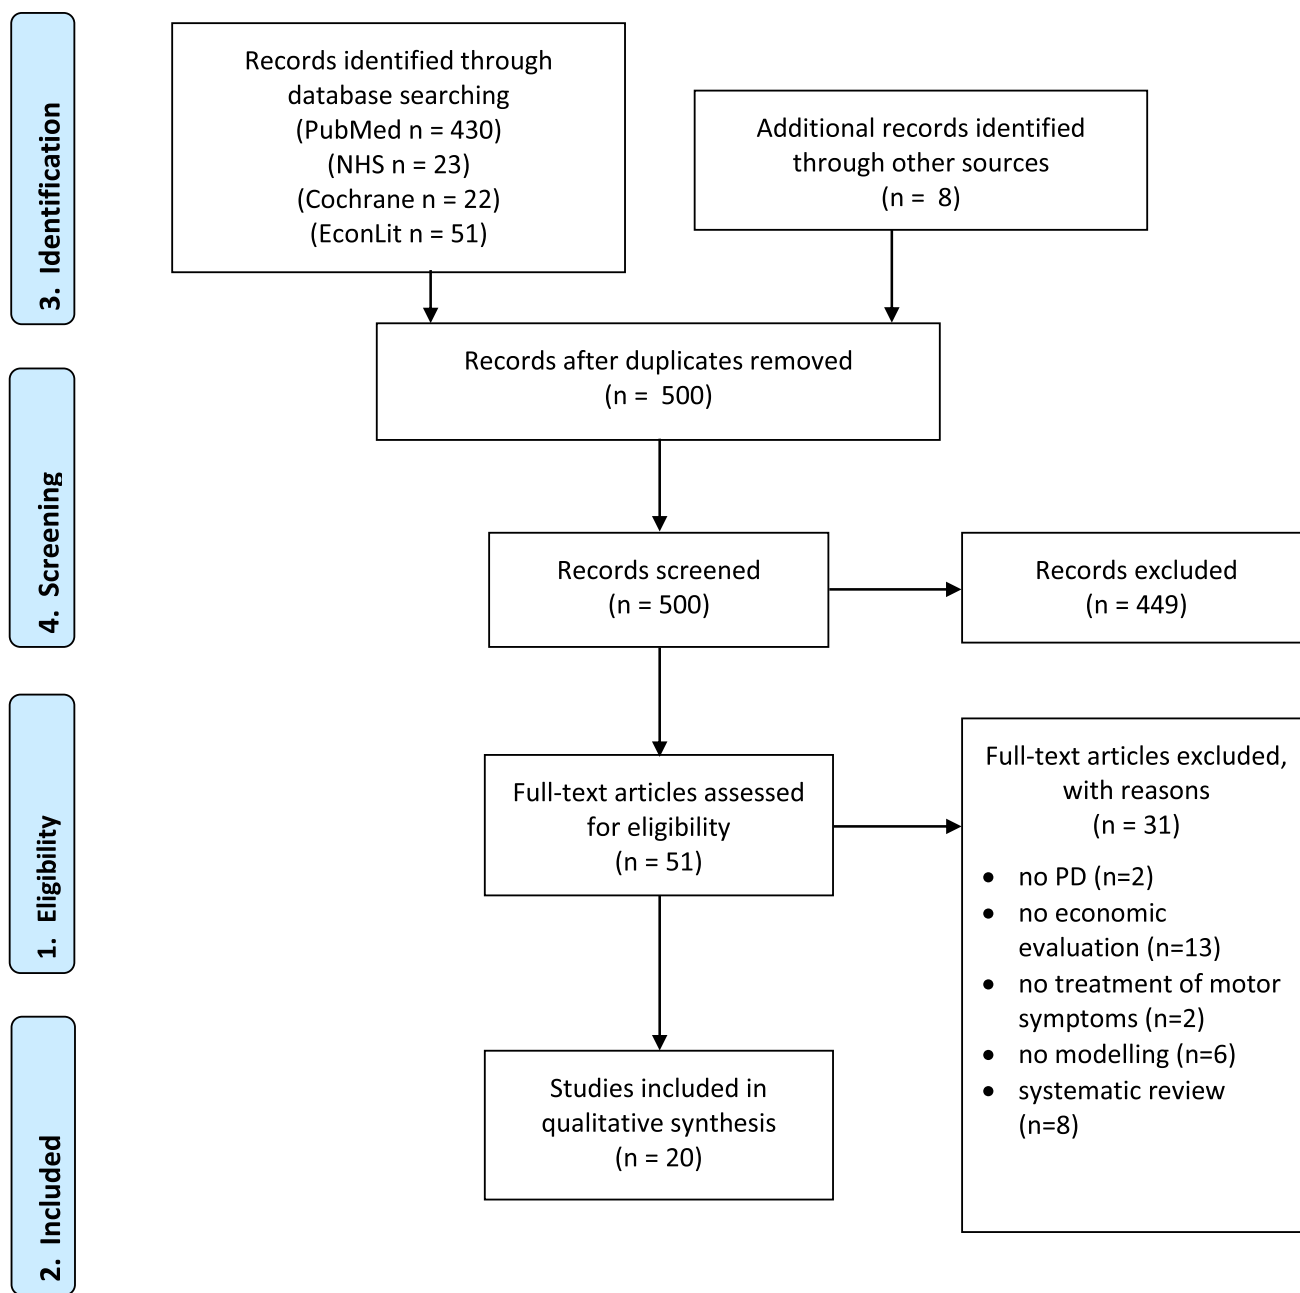 3. Identification
Records identified through
database searching
(PubMed n = 430)
(NHS n = 23)
(Cochrane n = 22)
(EconLit n = 51)
Additional records identified
through other sources
(n = 8)
Records after duplicates removed
(n = 500)
4. Screening
Records screened
(n = 500)
Records excluded
(n = 449)
1. Eligibility
Full-text articles assessed
for eligibility
(n = 51)
Full-text articles excluded,
with reasons
(n = 31)
• no PD (n=2)
• no economic
evaluation (n=13)
• no treatment of motor
symptoms (n=2)
• no modelling (n=6)
• systematic review
(n=8)
2. Included
Studies included in
qualitative synthesis
(n = 20)